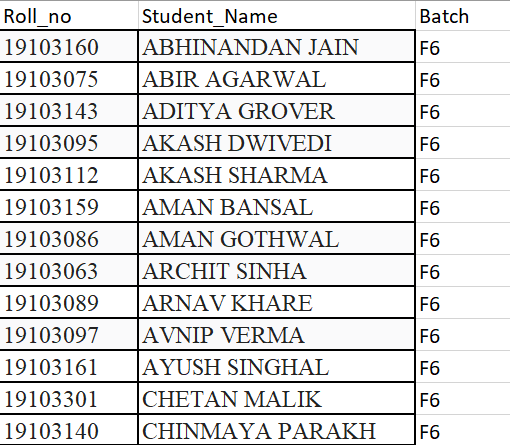 Roll_no Student_Name Batch
19103160 ABHINANDAN JAIN F6
19103075 ABIR AGARWAL F6
19103143 ADITYA GROVER F6
19103095 AKASH DWIVEDI F6
19103112 AKASH SHARMA F6
19103159 AMAN BANSAL F6
19103086 AMAN GOTHWAL F6
19103063 ARCHIT SINHA F6
19103089 ARNAV KHARE F6
19103097 AVNIP VERMA F6
19103161 AYUSH SINGHAL F6
19103301 CHETAN MALIK F6
19103140 CHINMAYA PARAKH F6